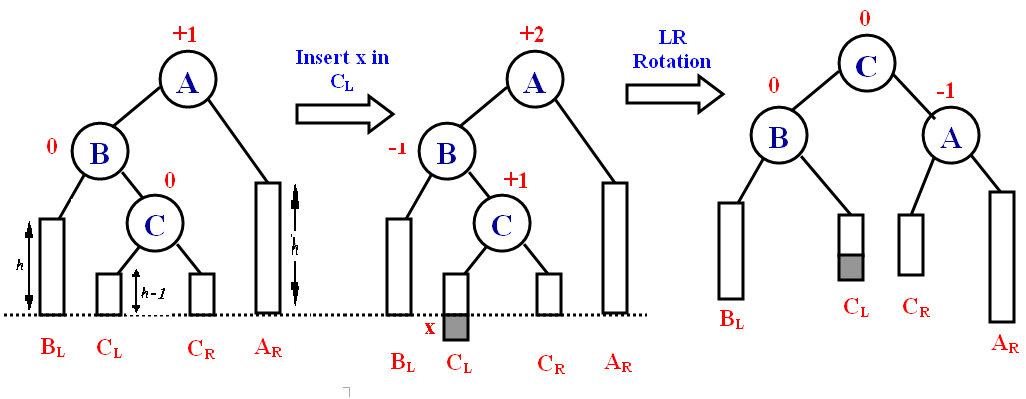 +1
A
B
0
0
C
h
h-1
h
B_L
C_L
C_R
A_R
Insert x in
C_L
+2
A
-1
B
+1
C
x
B_L
C_L
C_R
A_R
LR
Rotation
0
C
0
B
-1
A
B_L
C_L
C_R
A_R